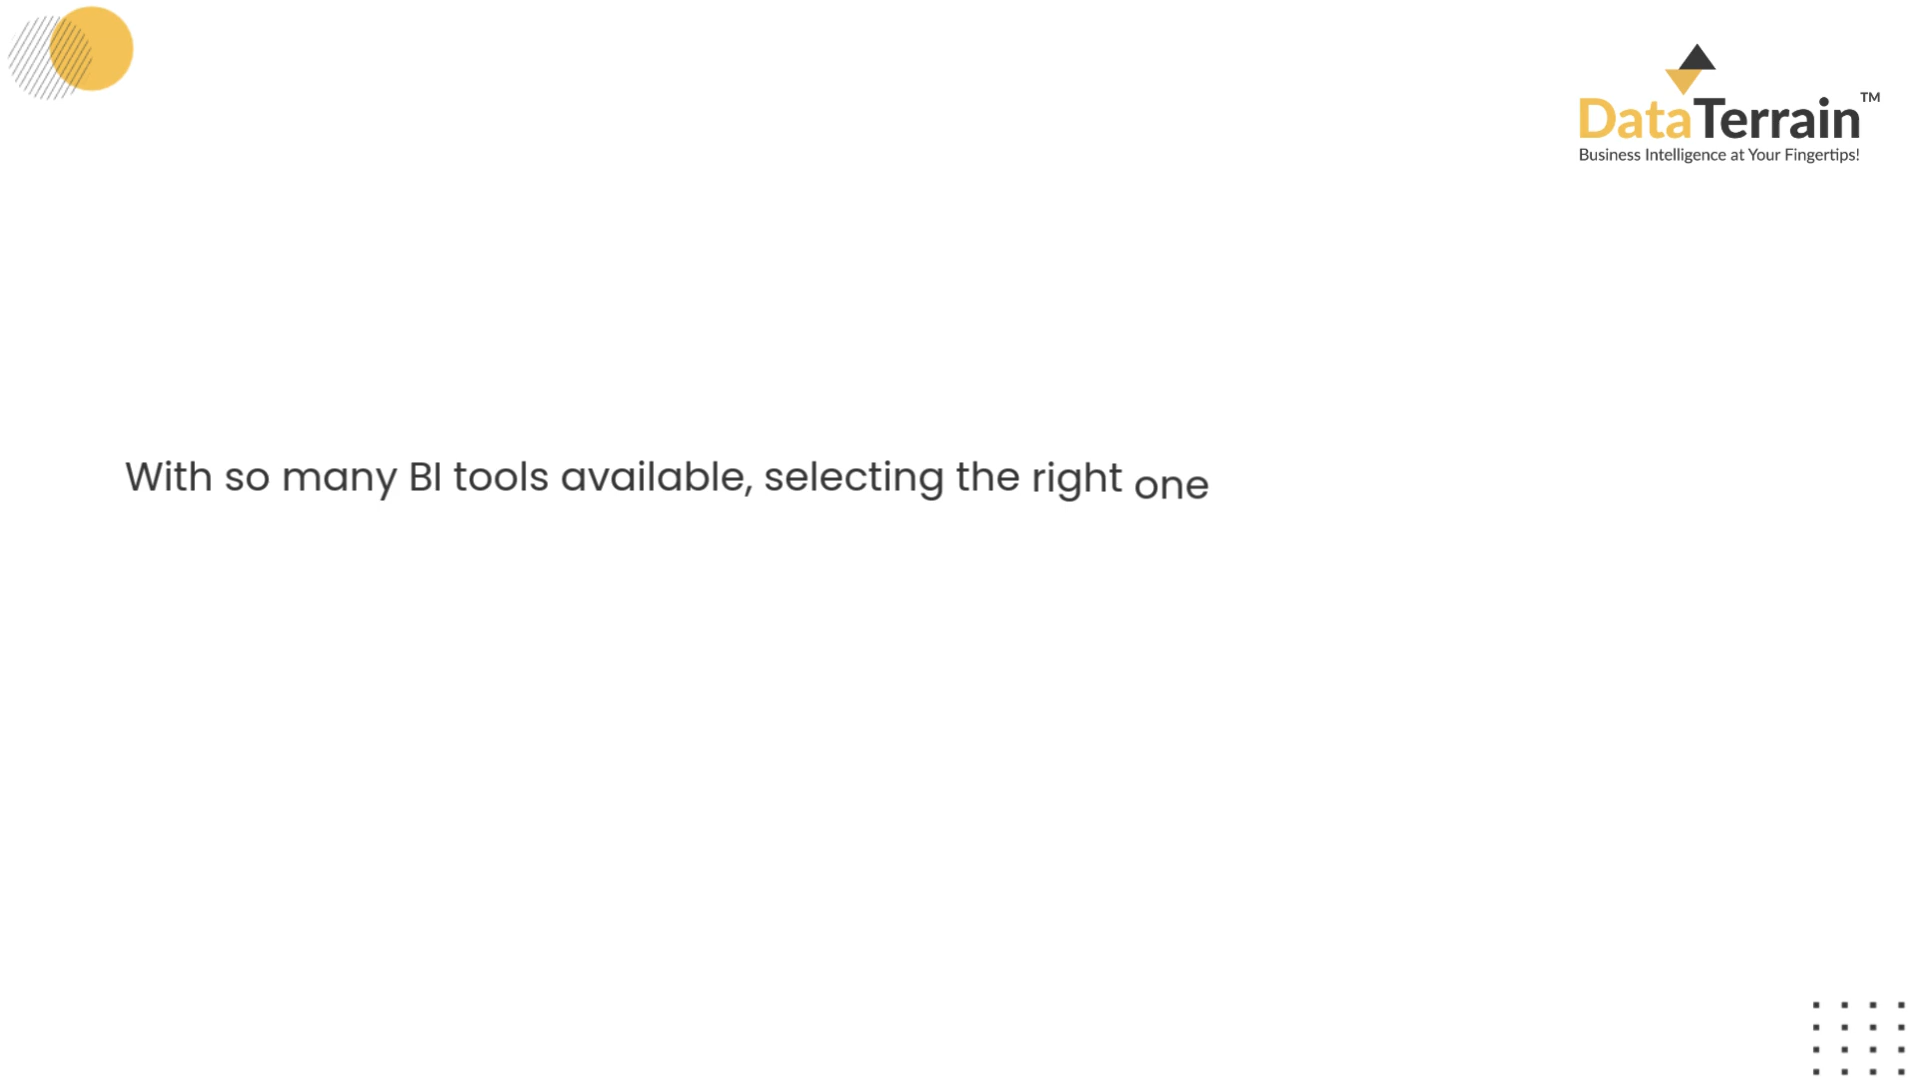 DataTerrain™
Business Intelligence at Your Fingertips!
With so many BI tools available, selecting the right one